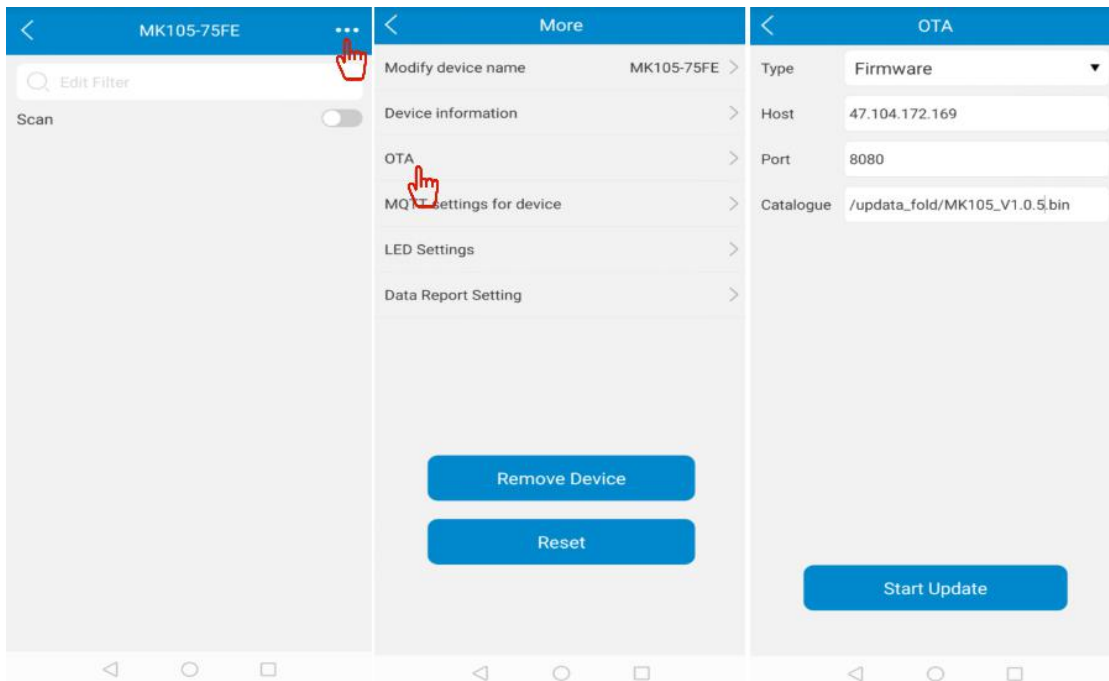 MK105-75FE
Edit Filter
Scan
More
Modify device name MK105-75FE
Device information
OTA
MQTT settings for device
LED Settings
Data Report Setting
Remove Device
Reset
OTA
Type Firmware
Host 47.104.172.169
Port 8080
Catalogue /updata_fold/MK105_V1.0.5.bin
Start Update